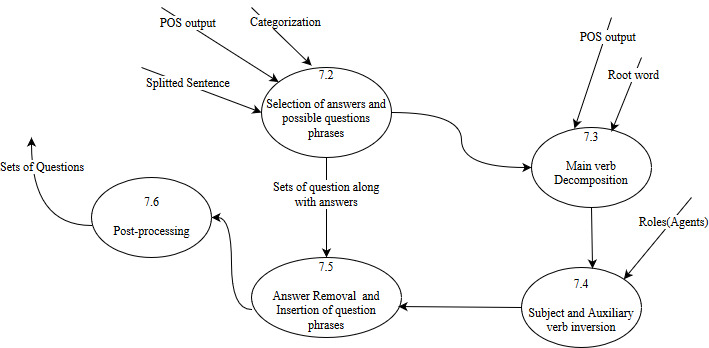 POS output
Categorization
Splitted Sentence
7.2
Selection of answers and
possible questions
phrases
POS output
Root word
7.3
Main verb
Decomposition
Sets of Questions
7.6
Post-processing
Sets of question along
with answers
Roles(Agents)
7.5
Answer Removal and
Insertion of question
phrases
7.4
Subject and Auxiliary
verb inversion